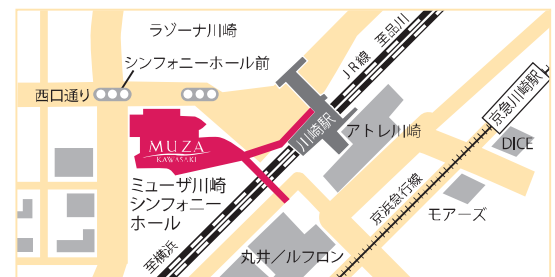 ラゾーナ川崎
シンフォニーホール前
西口通り
JR線
至品川
京急川崎駅
川崎駅
アトレ川崎
DICE
MUZA
KAWASAKI
ミューザ川崎
シンフォニー
ホール
京浜急行線
モアーズ
至横浜
丸井／ルフロン